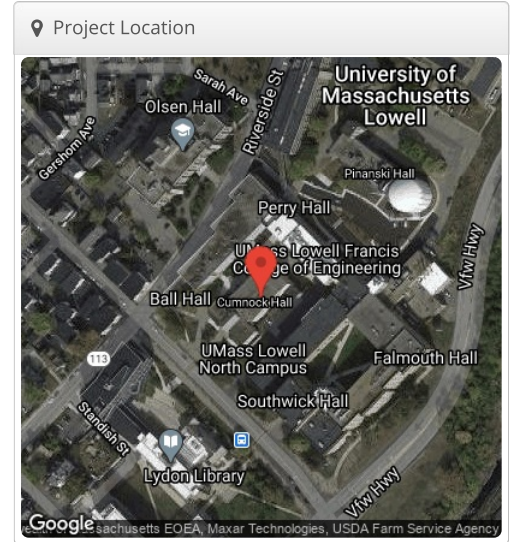 Project Location
University of
Massachusetts
Lowell
Sarah Ave
Olsen Hall
Riverside St
Gershom Ave
Pinanski Hall
Perry Hall
UMass Lowell Francis
College of Engineering
Vfw Hwy
Ball Hall
Cumnock Hall
113
UMass Lowell
North Campus
Falmouth Hall
Southwick Hall
Standish St
Lydon Library
Vfw Hwy
Google
Massachusetts EOEA, Maxar Technologies, USDA Farm Service Agency